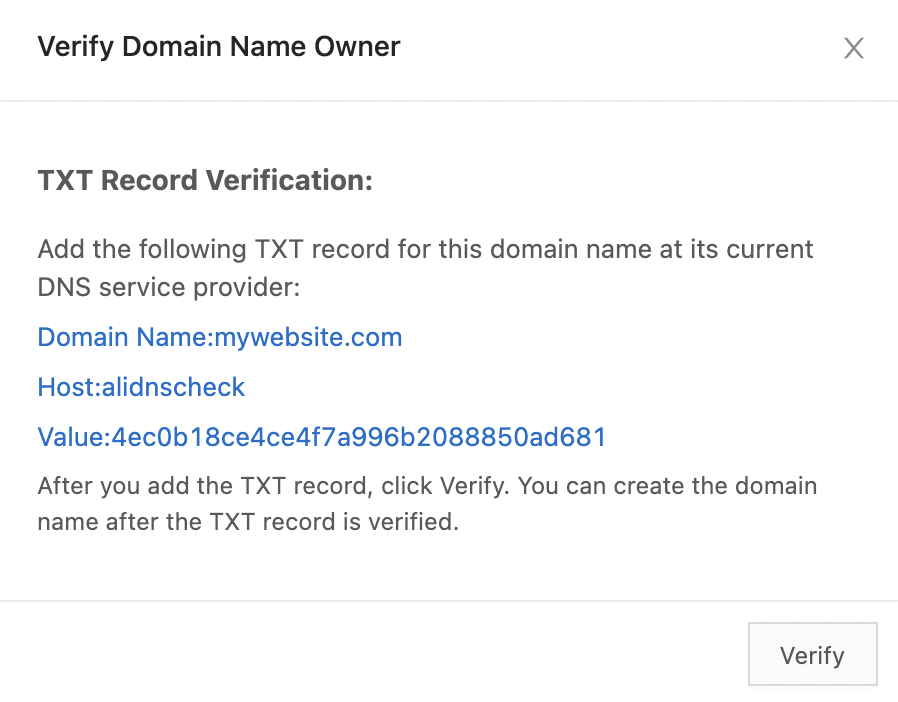 Verify Domain Name Owner
X
TXT Record Verification:
Add the following TXT record for this domain name at its current
DNS service provider:
Domain Name:mywebsite.com
Host:alidnscheck
Value:4ec0b18ce4ce4f7a996b2088850ad681
After you add the TXT record, click Verify. You can create the domain
name after the TXT record is verified.
Verify